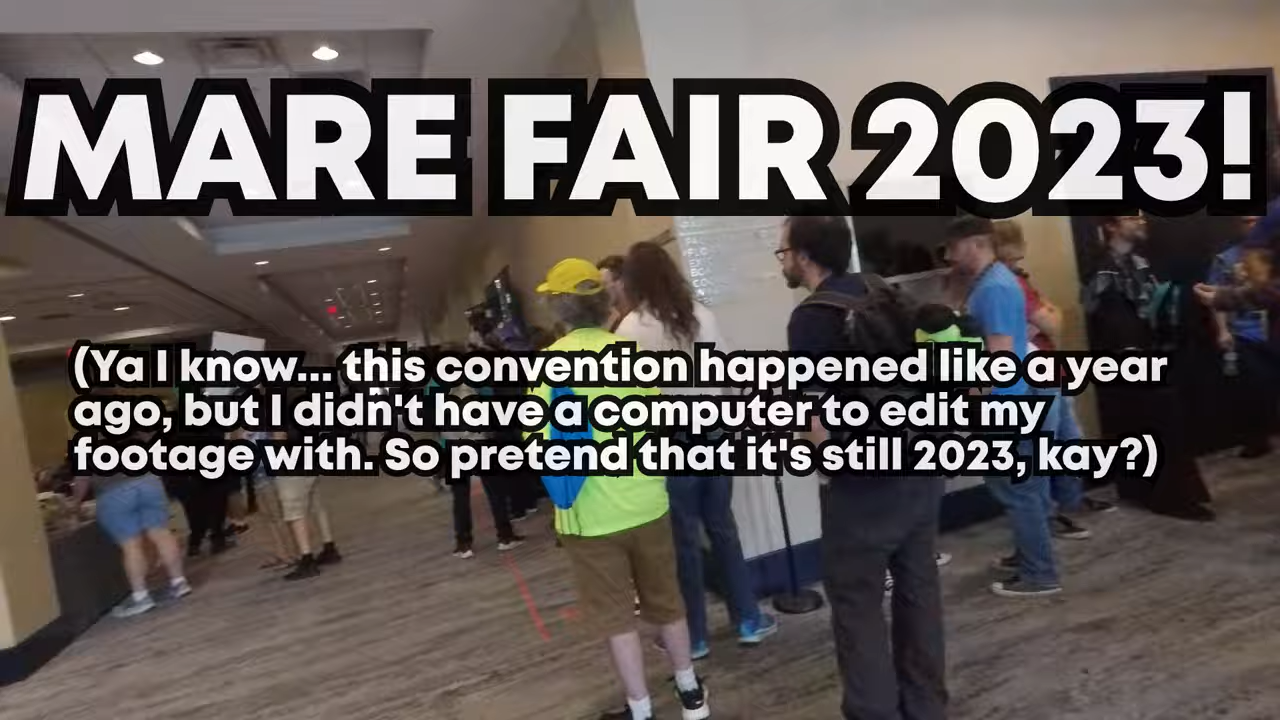 MARE FAIR 2023!
(Ya I know... this convention happened like a year
ago, but I didn't have a computer to edit my
footage with. So pretend that it's still 2023, kay?)